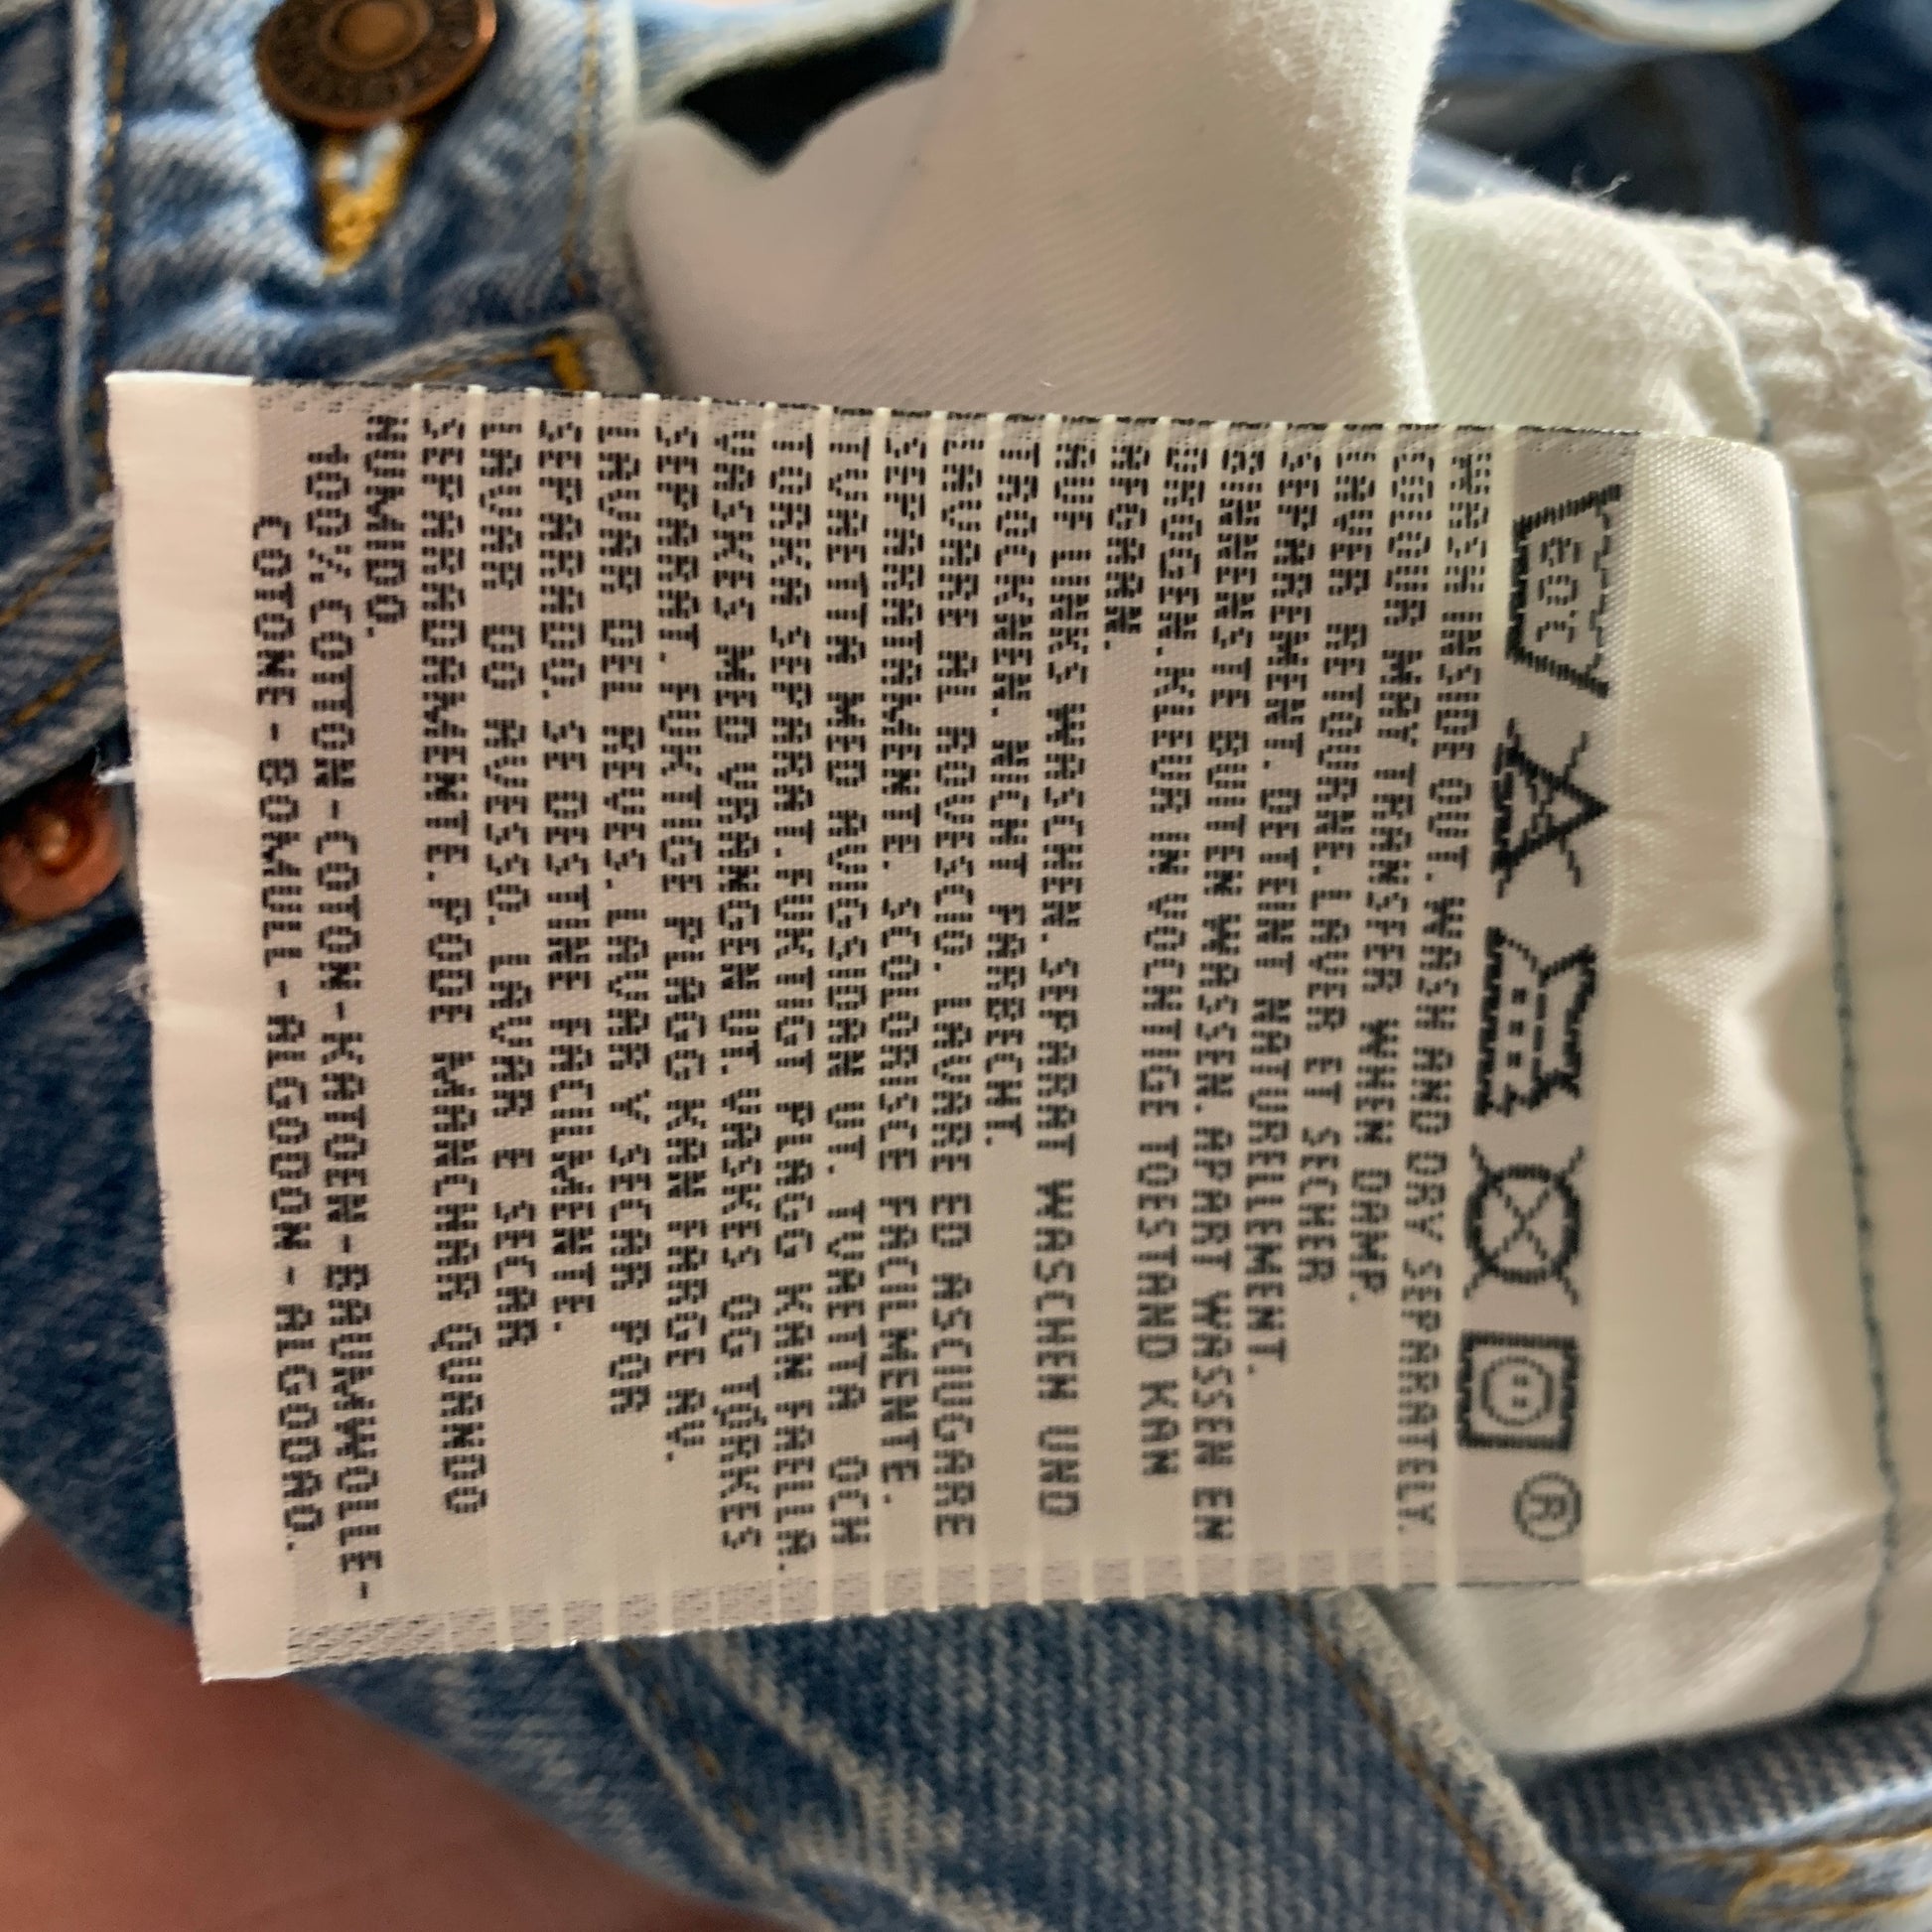 60°C
®
WASH INSIDE OUT. WASH AND DRY SEPARATELY.
COLOUR MAY TRANSFER WHEN DAMP.
LAVER RETOURNE. LAVER ET SECHER
SEPAREMENT. DETEINT NATURELLEMENT.
BINNENSTE BUITEN WASSEN. APART WASSEN EN
DROGEN. KLEUR IN VOCHTIGE TOESTAND KAN
AFGAAN.
AUF LINKS WASCHEN. SEPARAT WASCHEN UND
TROCKNEN. NICHT FARBECHT.
LAVARE AL ROVESCIO. LAVARE ED ASCIUGARE
SEPARATAMENTE. SCOLORISCE FACILMENTE.
TVAETTA MED AVIGSIDAN UT. TVAETTA OCH
TORKA SEPARAT. FUKTIGT PLAGG KAN FAELLA.
VASKES MED VRANGEN UT. VASKES OG TØRKES
SEPARAT. FUKTIGE PLAGG KAN FARGE AV.
LAVAR DEL REVES. LAVAR Y SECAR POR
SEPARADO. SE DESTINE FACILMENTE.
LAVAR DO AVESSO. LAVAR E SECAR
SEPARADAMENTE. PODE MANCHAR QUANDO
HUMIDO.
100% COTTON-COTON-KATOEN-BAUMWOLLE-
COTONE-BOMULL-ALGODON-ALGODAO.